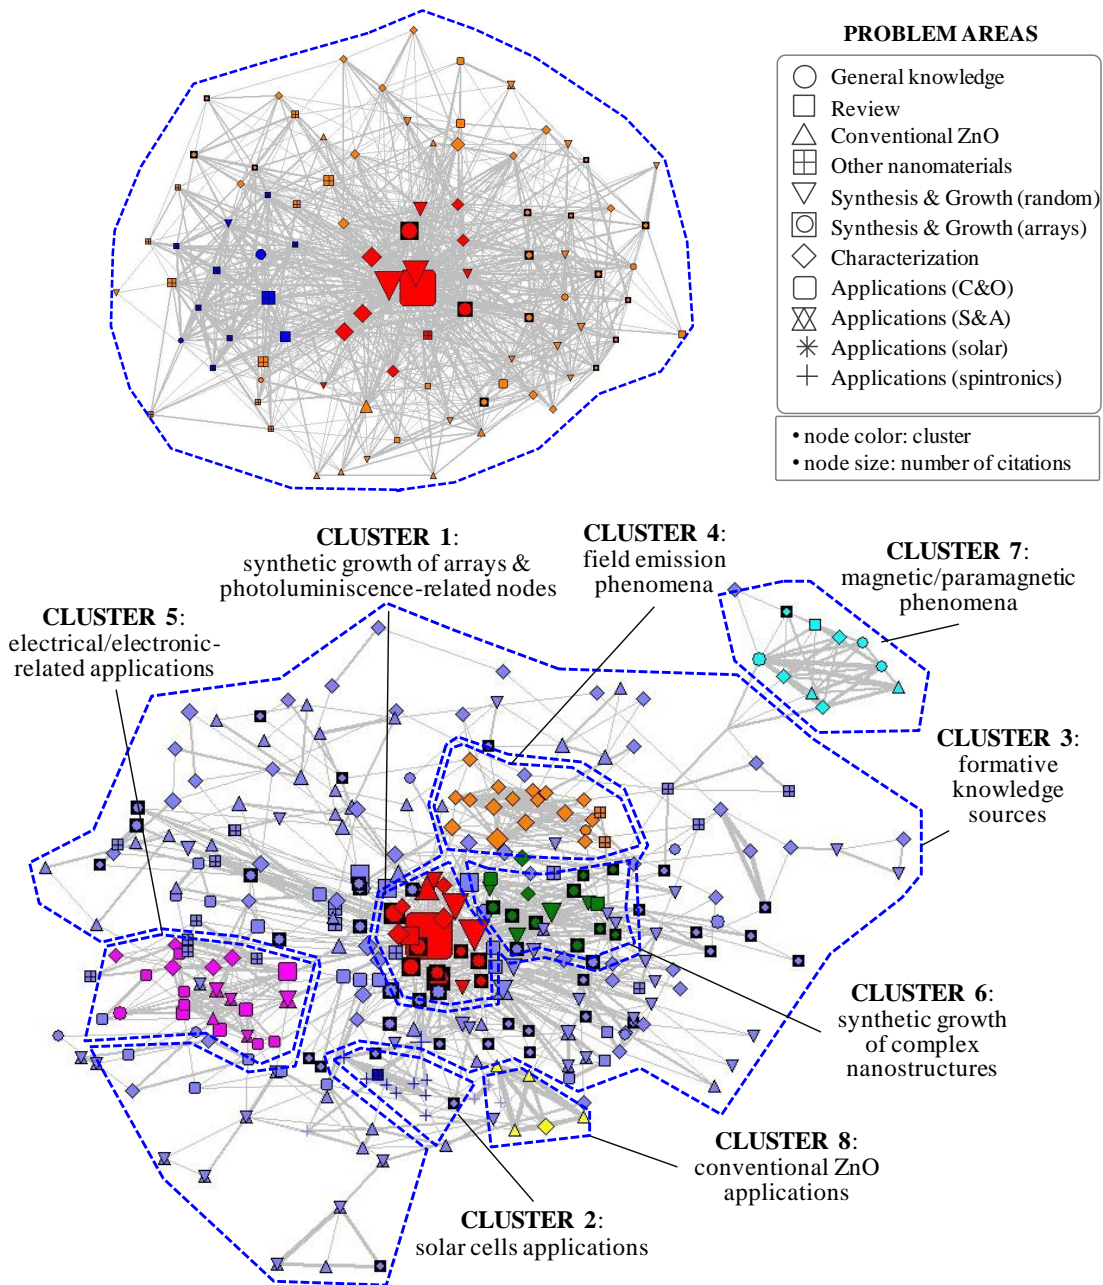 PROBLEM AREAS
General knowledge
Review
Conventional ZnO
Other nanomaterials
Synthesis & Growth (random)
Synthesis & Growth (arrays)
Characterization
Applications (C&O)
Applications (S&A)
Applications (solar)
Applications (spintronics)
• node color: cluster
• node size: number of citations
CLUSTER 1:
synthetic growth of arrays &
photoluminiscence-related nodes
CLUSTER 4:
field emission
phenomena
CLUSTER 7:
magnetic/paramagnetic
phenomena
CLUSTER 5:
electrical/electronic-
related applications
CLUSTER 3:
formative
knowledge
sources
CLUSTER 6:
synthetic growth
of complex
nanostructures
CLUSTER 8:
conventional ZnO
applications
CLUSTER 2:
solar cells applications